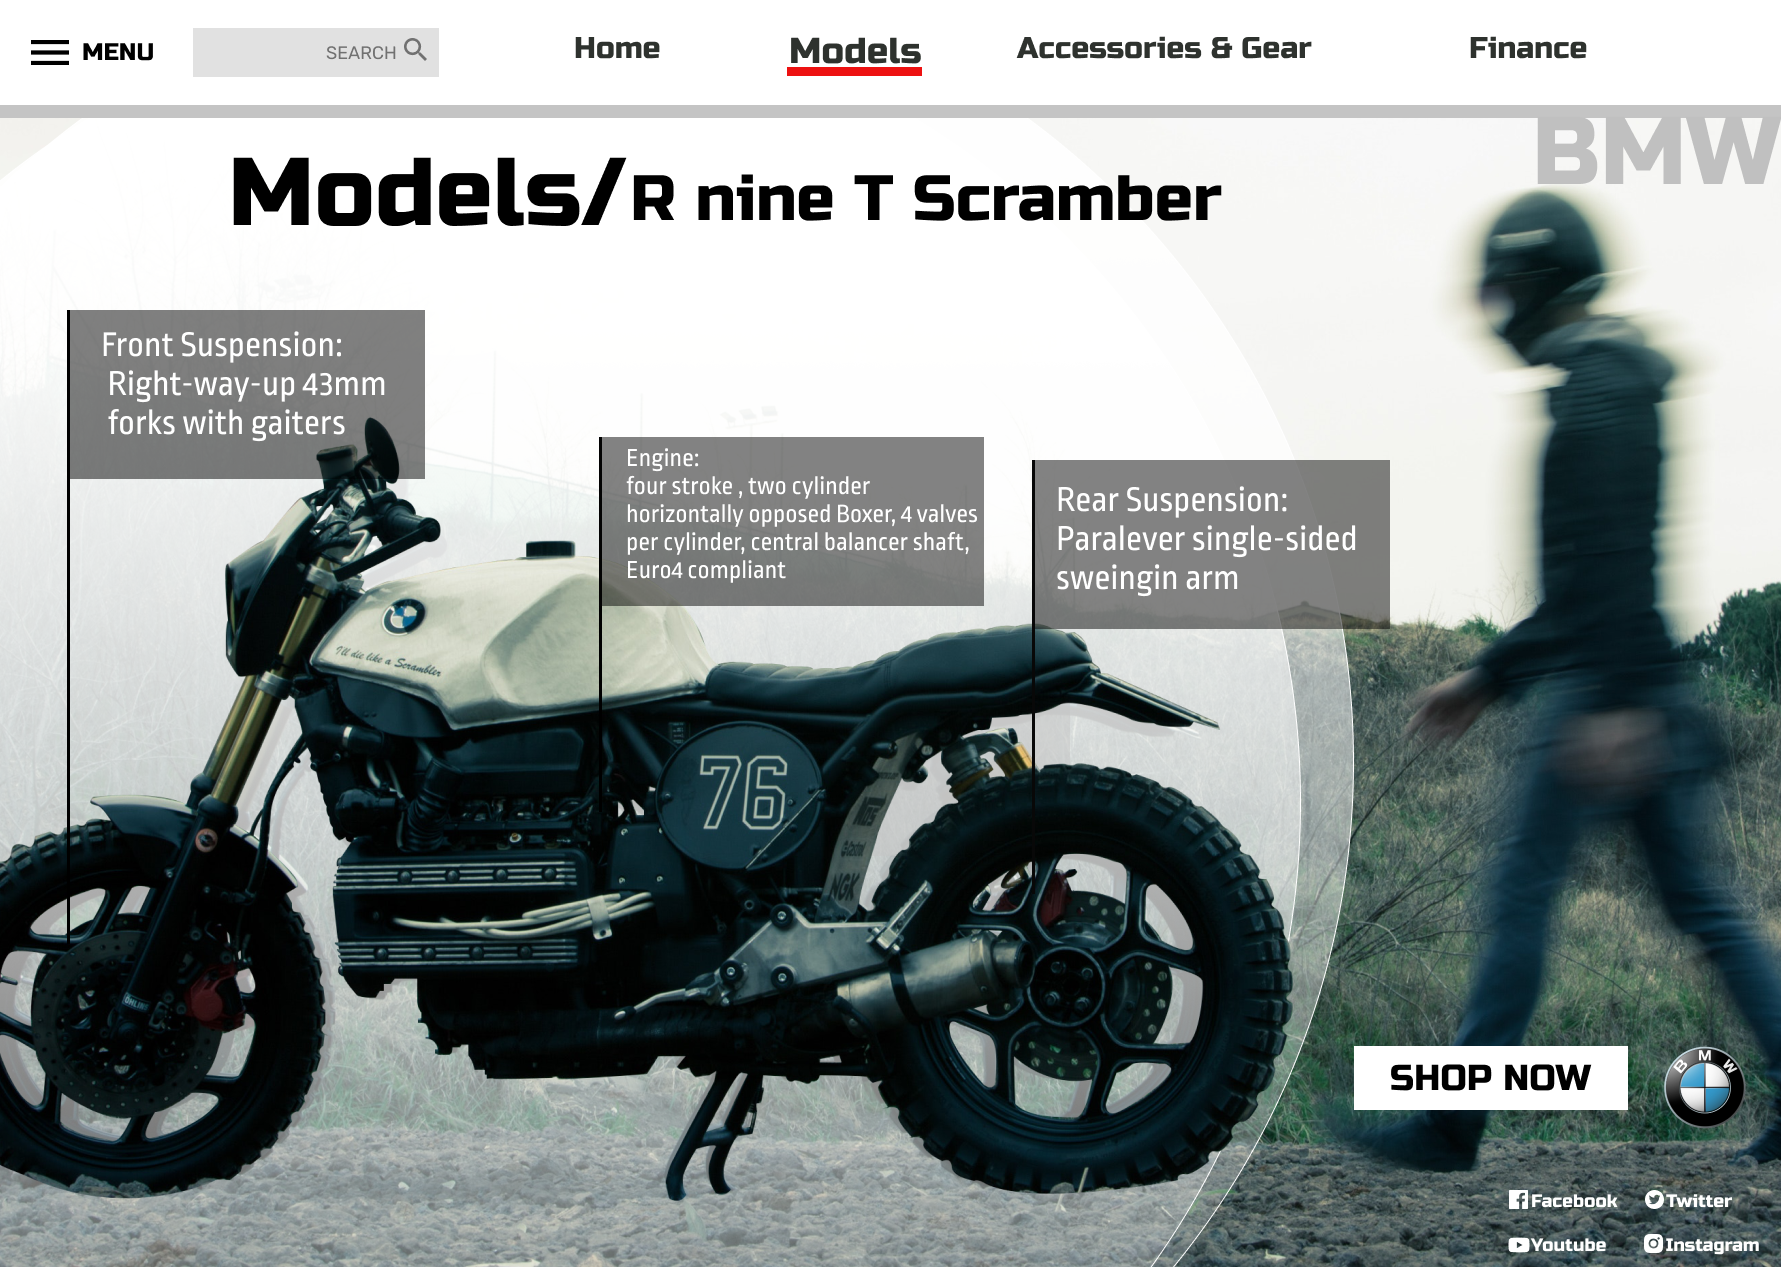 MENU
SEARCH
Home
Models
Accessories & Gear
Finance
BMW
Models/R nine T Scramber
Front Suspension:
Right-way-up 43mm
forks with gaiters
Engine:
four stroke , two cylinder
horizontally opposed Boxer, 4 valves
per cylinder, central balancer shaft,
Euro4 compliant
Rear Suspension:
Paralever single-sided
sweingin arm
I'll die like a Scrambler
76
NGK
SHOP NOW
BMW
Facebook
Twitter
Youtube
Instagram